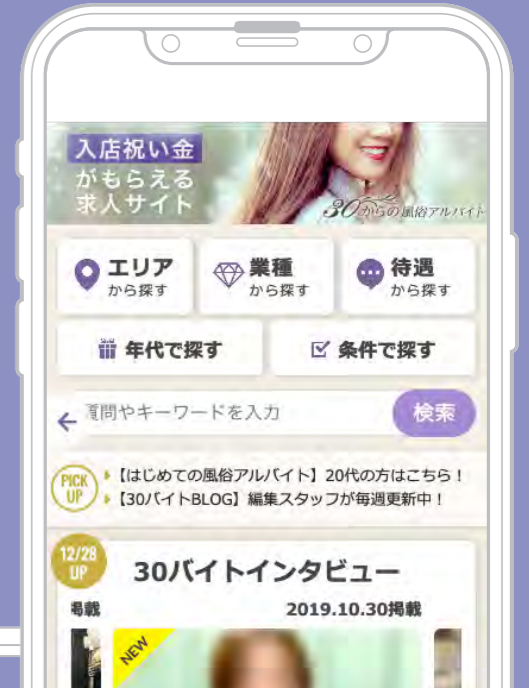 入店祝い金
がもらえる
求人サイト
30からの風俗アルバイト
エリア
から探す
業種
から探す
待遇
から探す
年代で探す
条件で探す
質問やキーワードを入力
検索
PICK
UP
【はじめての風俗アルバイト】20代の方はこちら！
【30バイトBLOG】編集スタッフが毎週更新中！
12/28
UP
30バイトインタビュー
掲載
2019.10.30掲載
NEW